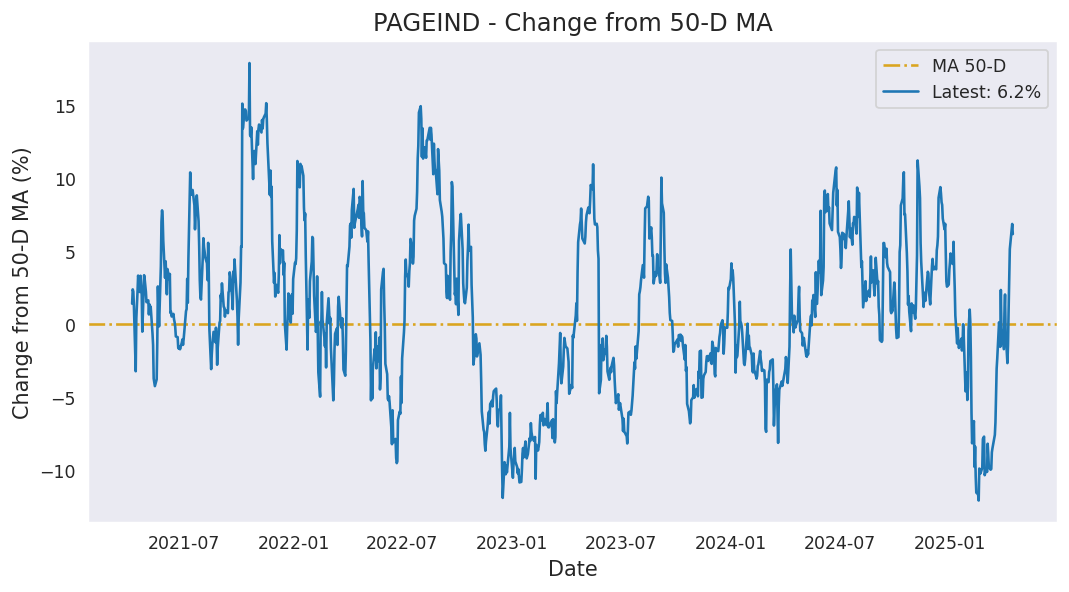 PAGEIND - Change from 50-D MA
MA 50-D
Latest: 6.2%
Change from 50-D MA (%)
15
10
5
0
−5
−10
2021-07 2022-01 2022-07 2023-01 2023-07 2024-01 2024-07 2025-01
Date